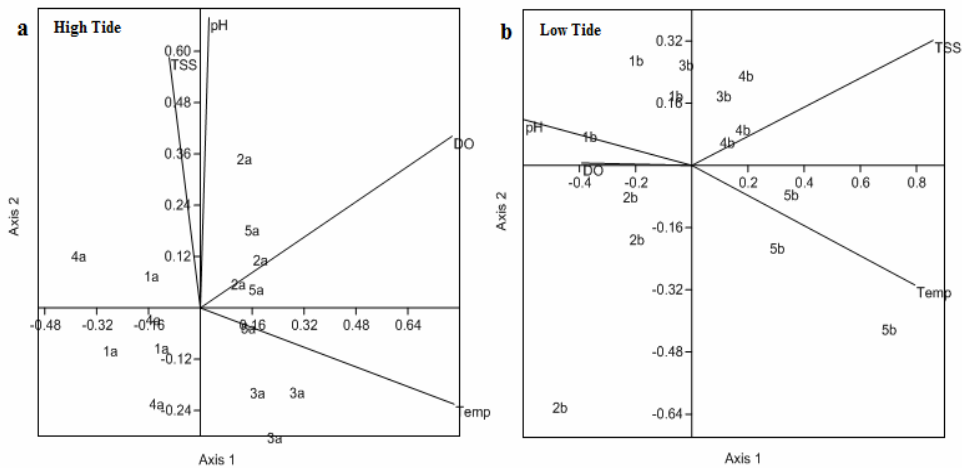 a High Tide
pH
TSS
0.60
0.48
0.36
0.24
0.12
-0.12
-0.24
DO
2a
5a
2a
2a
5a
4a
1a
4a
-0.48 -0.32 -0.16 0.16 0.32 0.48 0.64
1a
1a
4a
3a
3a
3a
Temp
Axis 2
Axis 1
b Low Tide
0.32
0.16
-0.16
-0.32
-0.48
-0.64
TSS
1b
3b
4b
1b
3b
4b
4b
pH
1b
DO
-0.4 -0.2 0.2 0.4 0.6 0.8
2b
5b
2b
5b
Temp
5b
2b
Axis 2
Axis 1